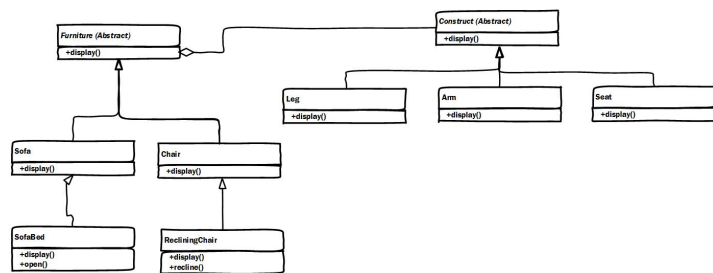 Furniture (Abstract)
+display()
Construct (Abstract)
+display()
Leg
+display()
Arm
+display()
Seat
+display()
Sofa
+display()
Chair
+display()
SofaBed
+display()
+open()
RecliningChair
+display()
+recline()